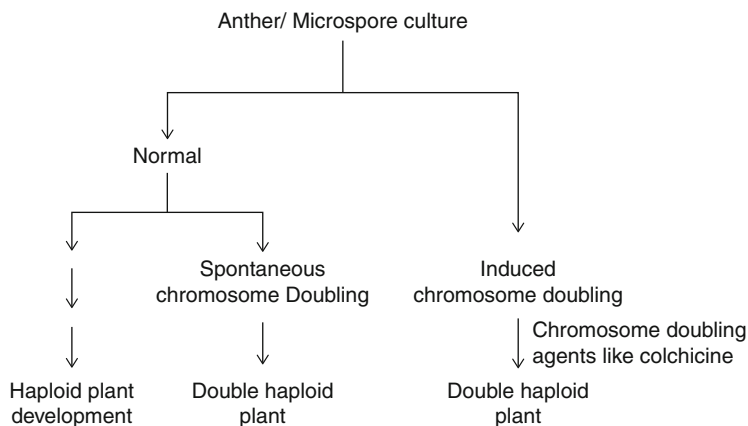 Anther/ Microspore culture
Normal
Spontaneous
chromosome Doubling
Induced
chromosome doubling
Chromosome doubling
agents like colchicine
Haploid plant
development
Double haploid
plant
Double haploid
plant